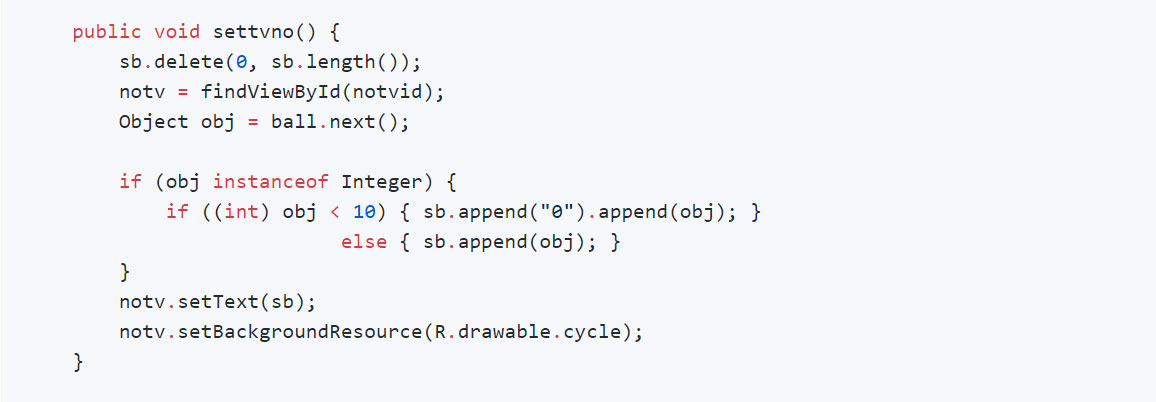 public void settvno() {
    sb.delete(0, sb.length());
    notv = findViewById(notvid);
    Object obj = ball.next();

    if (obj instanceof Integer) {
        if ((int) obj < 10) { sb.append("0").append(obj); }
                       else { sb.append(obj); }
    }
    notv.setText(sb);
    notv.setBackgroundResource(R.drawable.cycle);
}